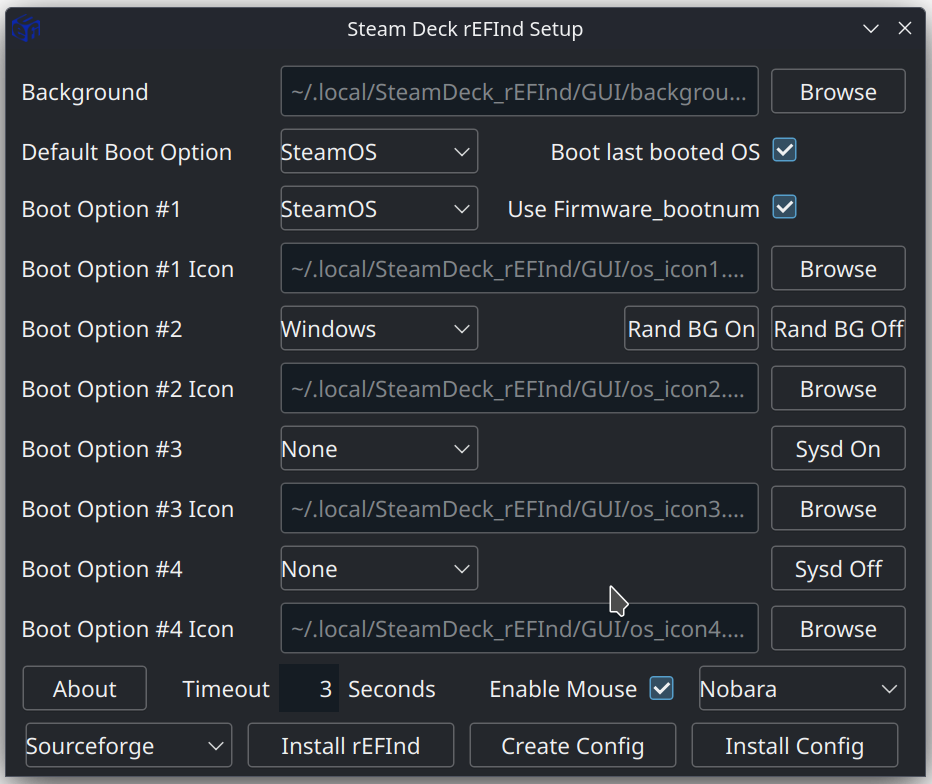 Steam Deck rEFInd Setup
Background ~/.local/SteamDeck_rEFInd/GUI/backgrou... Browse
Default Boot Option SteamOS Boot last booted OS
Boot Option #1 SteamOS Use Firmware_bootnum
Boot Option #1 Icon ~/.local/SteamDeck_rEFInd/GUI/os_icon1.... Browse
Boot Option #2 Windows Rand BG On Rand BG Off
Boot Option #2 Icon ~/.local/SteamDeck_rEFInd/GUI/os_icon2.... Browse
Boot Option #3 None Sysd On
Boot Option #3 Icon ~/.local/SteamDeck_rEFInd/GUI/os_icon3.... Browse
Boot Option #4 None Sysd Off
Boot Option #4 Icon ~/.local/SteamDeck_rEFInd/GUI/os_icon4.... Browse
About Timeout 3 Seconds Enable Mouse Nobara
Sourceforge Install rEFInd Create Config Install Config